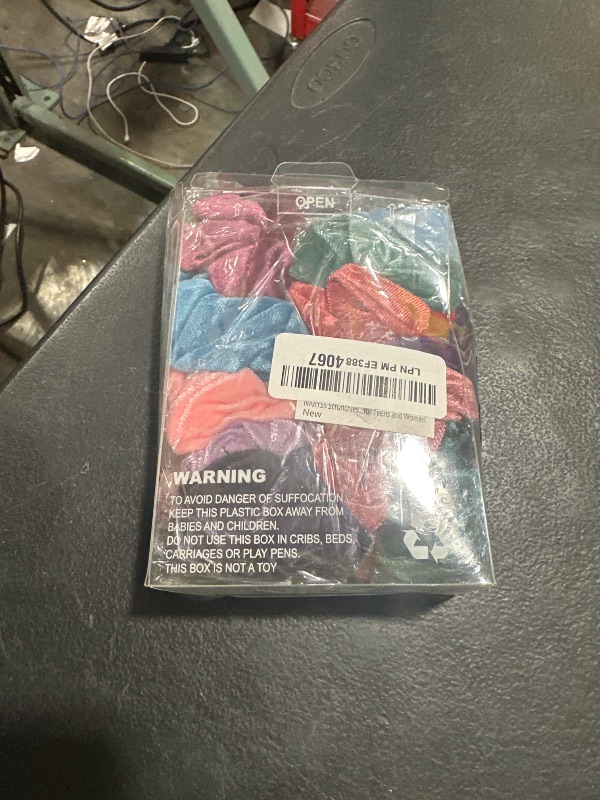 OPEN
LPN PM EF388 4067
Scrunchies...for Teens and Women
New
WARNING
TO AVOID DANGER OF SUFFOCATION
KEEP THIS PLASTIC BOX AWAY FROM
BABIES AND CHILDREN.
DO NOT USE THIS BOX IN CRIBS, BEDS,
CARRIAGES OR PLAY PENS.
THIS BOX IS NOT A TOY